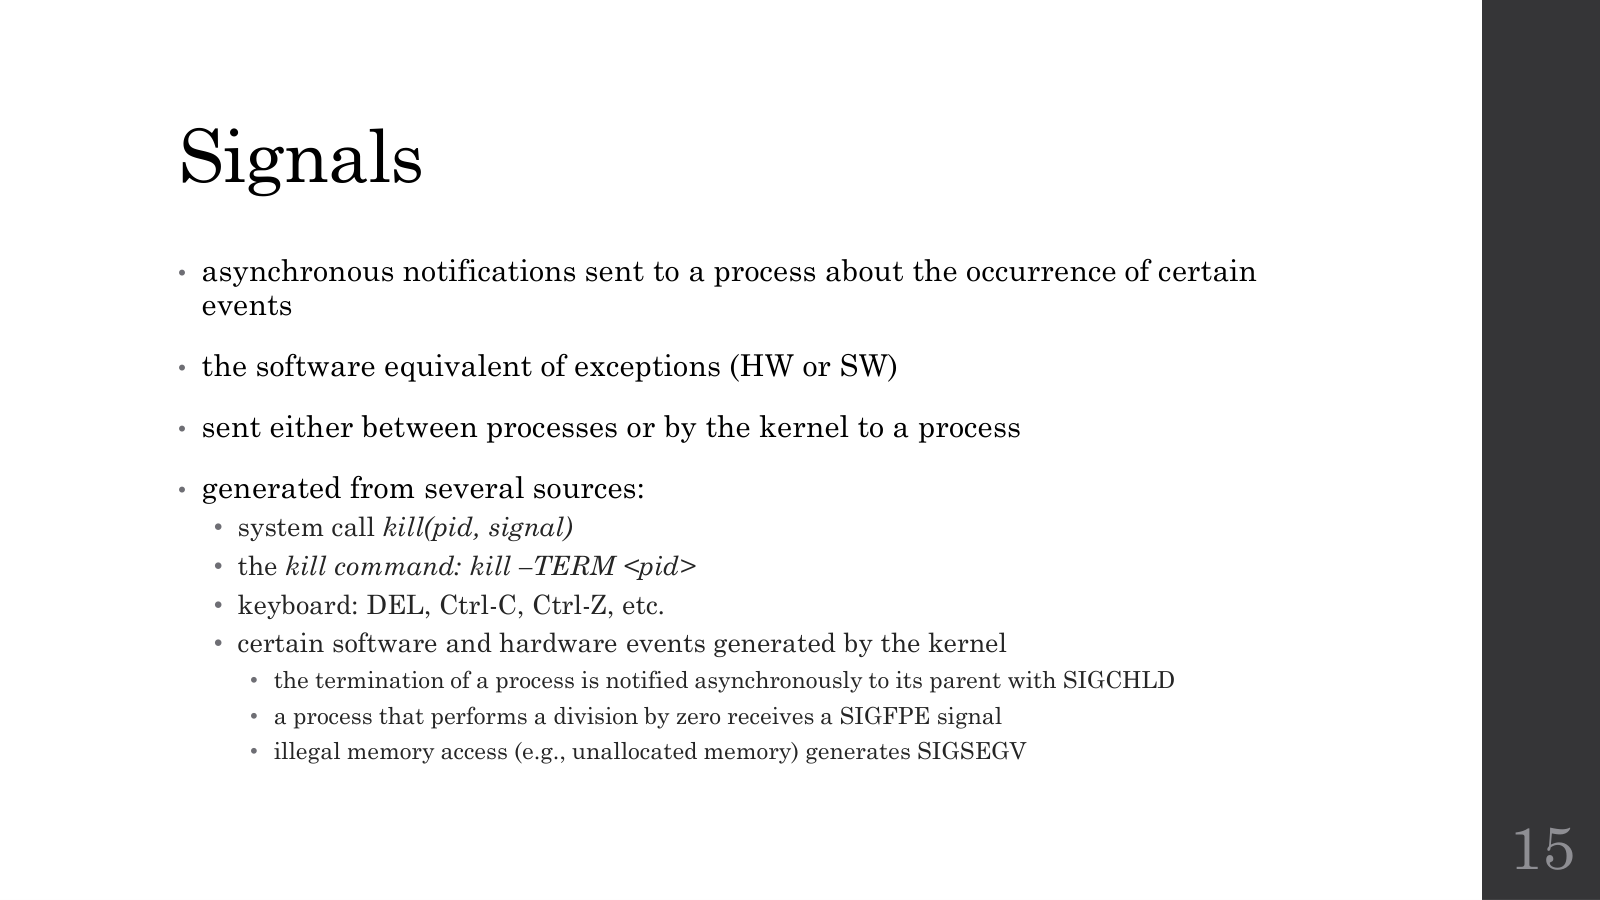 Signals
• asynchronous notifications sent to a process about the occurrence of certain
events
• the software equivalent of exceptions (HW or SW)
• sent either between processes or by the kernel to a process
• generated from several sources:
• system call kill(pid, signal)
• the kill command: kill –TERM <pid>
• keyboard: DEL, Ctrl-C, Ctrl-Z, etc.
• certain software and hardware events generated by the kernel
• the termination of a process is notified asynchronously to its parent with SIGCHLD
• a process that performs a division by zero receives a SIGFPE signal
• illegal memory access (e.g., unallocated memory) generates SIGSEGV
15